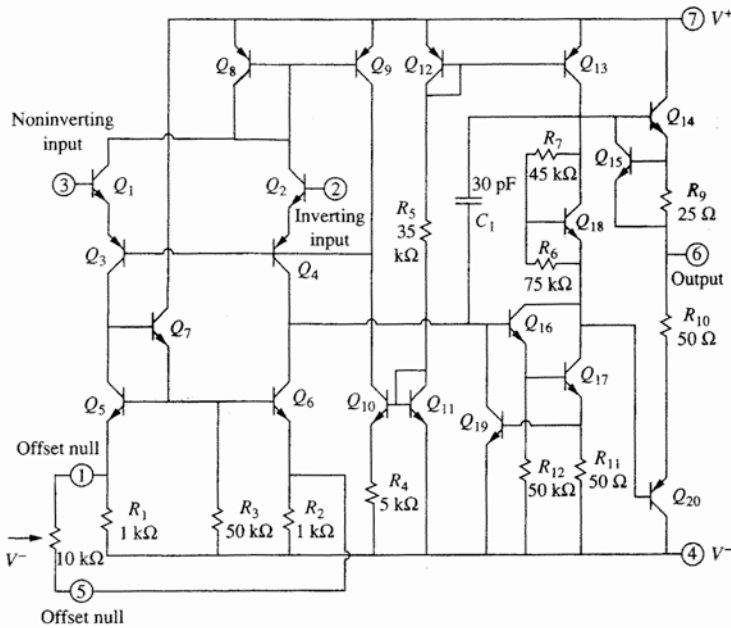 7 V+
Q8
Q9
Q12
Q13
Noninverting
input
3
Q1
Q2
2
Inverting
input
R5
35
kΩ
30 pF
C1
R7
45 kΩ
Q18
R6
75 kΩ
Q15
Q14
R9
25 Ω
6
Output
Q3
Q4
Q7
Q16
R10
50 Ω
Q5
Q6
Q10
Q11
Q19
Q17
Offset null
1
R1
1 kΩ
R3
50 kΩ
R2
1 kΩ
R4
5 kΩ
R12
50 kΩ
R11
50 Ω
Q20
V−
10 kΩ
4 V−
5
Offset null